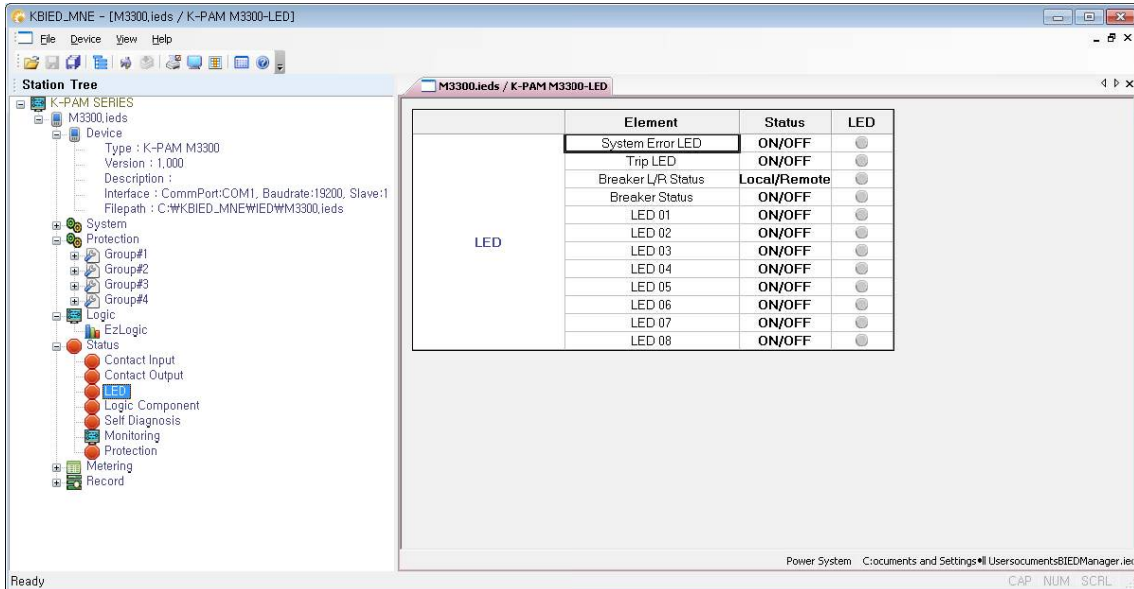 KBIED_MNE - [M3300,ieds / K-PAM M3300-LED]
File Device View Help
Station Tree
K-PAM SERIES
M3300,ieds
Device
Type : K-PAM M3300
Version : 1,000
Description :
Interface : CommPort:COM1, Baudrate:19200, Slave:1
Filepath : C:₩KBIED_MNE₩IED₩M3300,ieds
System
Protection
Group#1
Group#2
Group#3
Group#4
Logic
EzLogic
Status
Contact Input
Contact Output
LED
Logic Component
Self Diagnosis
Monitoring
Protection
Metering
Record
M3300.ieds / K-PAM M3300-LED
Element Status LED
LED
System Error LED ON/OFF
Trip LED ON/OFF
Breaker L/R Status Local/Remote
Breaker Status ON/OFF
LED 01 ON/OFF
LED 02 ON/OFF
LED 03 ON/OFF
LED 04 ON/OFF
LED 05 ON/OFF
LED 06 ON/OFF
LED 07 ON/OFF
LED 08 ON/OFF
Power System C:ocuments and Settings•ll UsersocumentsBIEDManager.iec
Ready
CAP NUM SCRL